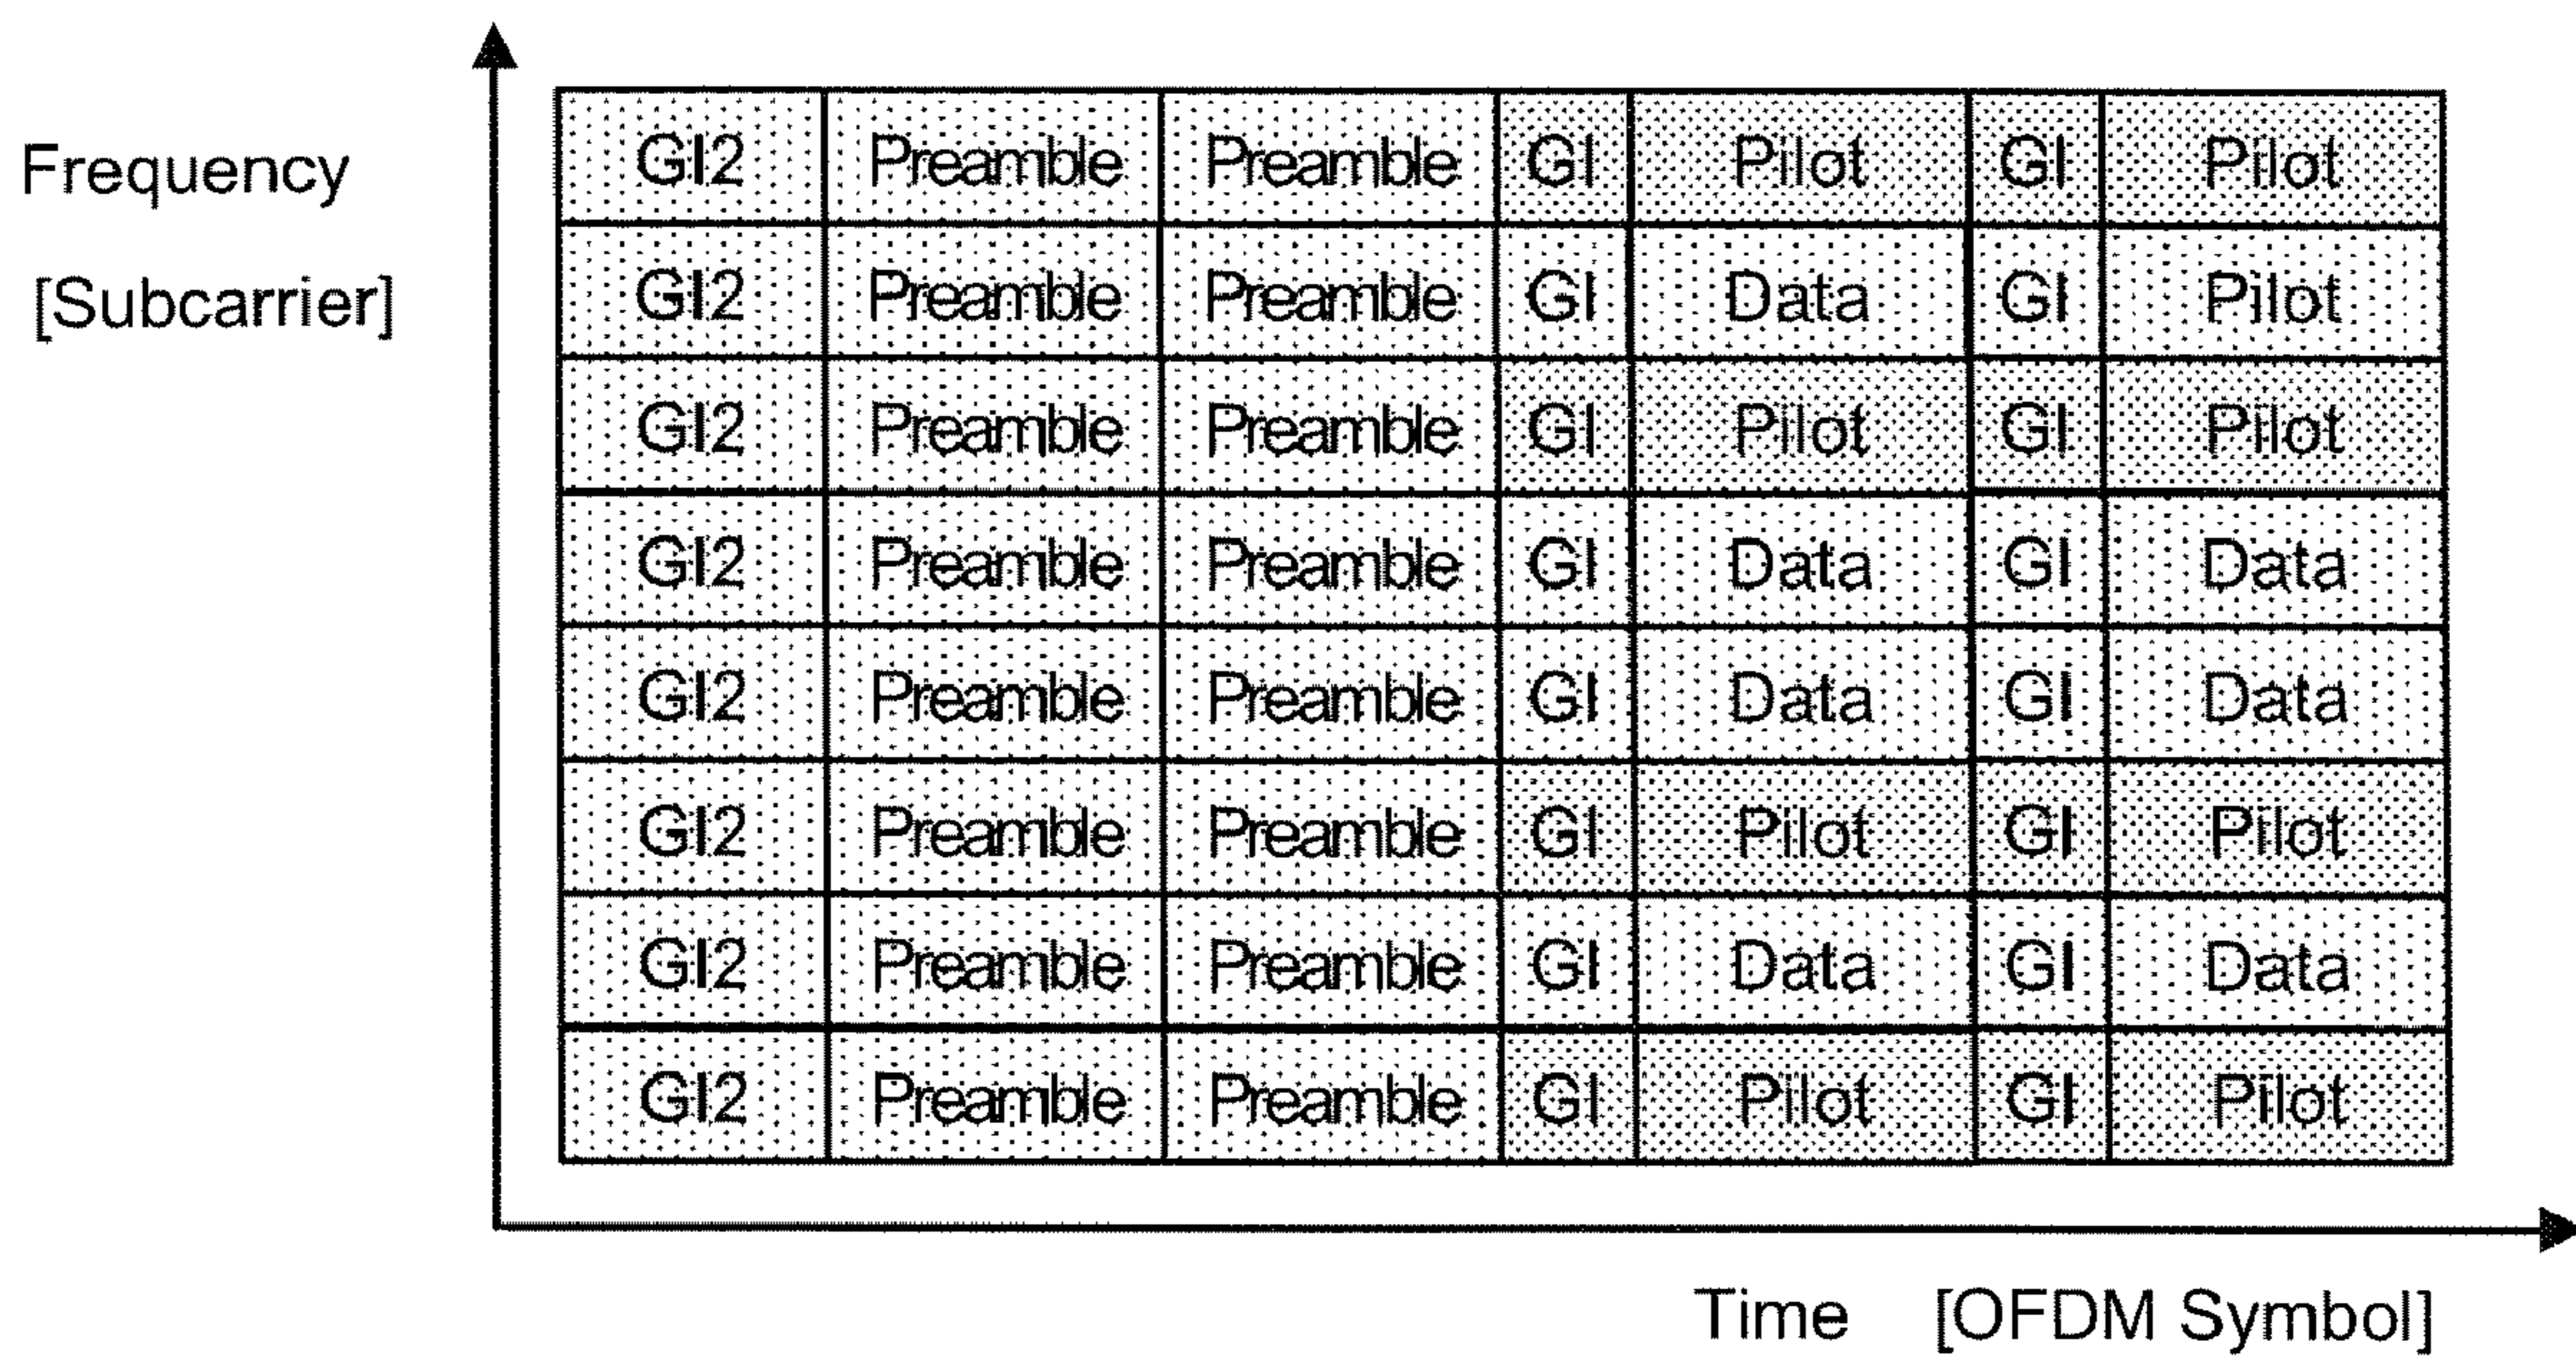 GI2 Preamble Preamble GI Pilot GI Pilot
Frequency
GI2 Preamble Preamble GI Data GI Pilot
[Subcarrier]
GI2 Preamble Preamble GI Pilot GI Pilot
GI2 Preamble Preamble GI Data GI Data
GI2 Preamble Preamble GI Data GI Data
GI2 Preamble Preamble GI Pilot GI Pilot
GI2 Preamble Preamble GI Data GI Data
GI2 Preamble Preamble GI Pilot GI Pilot
Time [OFDM Symbol]